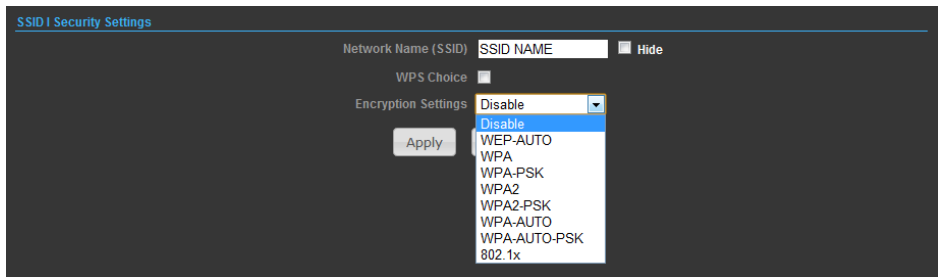 SSID I Security Settings
Network Name (SSID) SSID NAME Hide
WPS Choice
Encryption Settings Disable
Disable
WEP-AUTO
Apply
WPA
WPA-PSK
WPA2
WPA2-PSK
WPA-AUTO
WPA-AUTO-PSK
802.1x